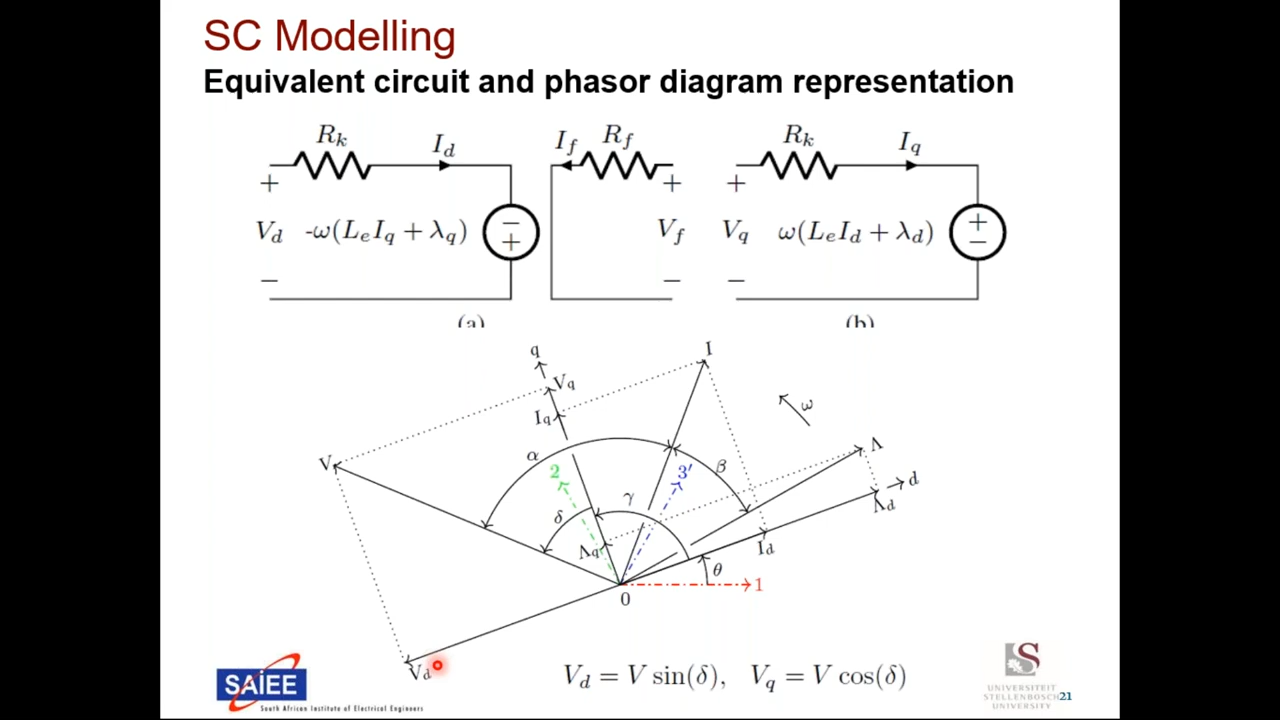 SC Modelling
Equivalent circuit and phasor diagram representation
R_k I_d I_f R_f R_k I_q
+ − + + +
V_d -ω(L_eI_q + λ_q) + V_f V_q ω(L_eI_d + λ_d) −
− − −
(a) (b)
q I
V_q
I_q ω
V α 2 3′ β Λ
d
δ γ Λ_d
Λ_q I_d
θ 1
0
V_d
V_d = V sin(δ), V_q = V cos(δ)
SAIEE
South African Institute of Electrical Engineers
S
UNIVERSITEIT
STELLENBOSCH
UNIVERSITY
21